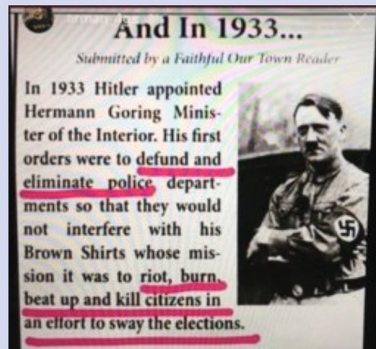 And In 1933...
Submitted by a Faithful Our Town Reader
In 1933 Hitler appointed
Hermann Goring Minis-
ter of the Interior. His first
orders were to defund and
eliminate police depart-
ments so that they would
not interfere with his
Brown Shirts whose mis-
sion it was to riot, burn,
beat up and kill citizens in
an effort to sway the elections.